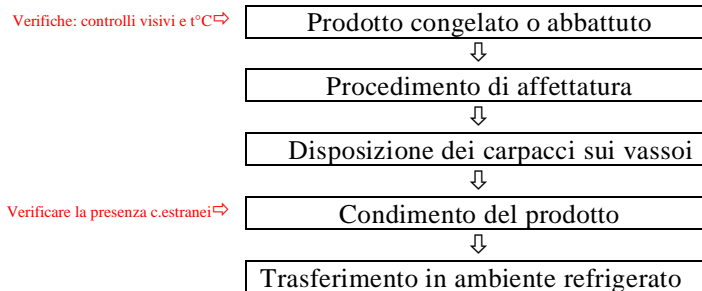 Verifiche: controlli visivi e t°C⇨ Prodotto congelato o abbattuto
⇩
Procedimento di affettatura
⇩
Disposizione dei carpacci sui vassoi
⇩
Verificare la presenza c.estranei⇨ Condimento del prodotto
⇩
Trasferimento in ambiente refrigerato